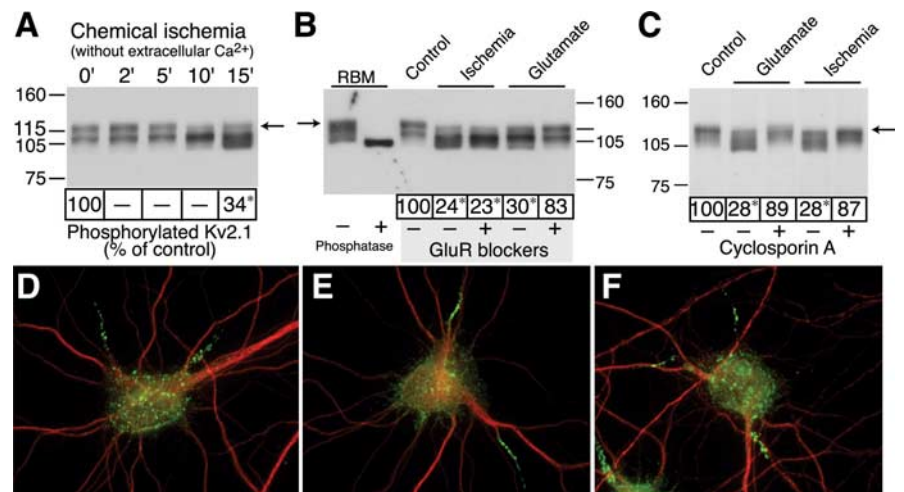 A
Chemical ischemia
(without extracellular Ca2+)
0' 2' 5' 10' 15'
160
115
105
75
100 – – – 34*
Phosphorylated Kv2.1
(% of control)
B
RBM Control Ischemia Glutamate
160
105
75
100 24* 23* 30* 83
– + – – + – +
Phosphatase GluR blockers
C
Control Glutamate Ischemia
160
105
75
100 28* 89 28* 87
– – + – +
Cyclosporin A
D
E
F